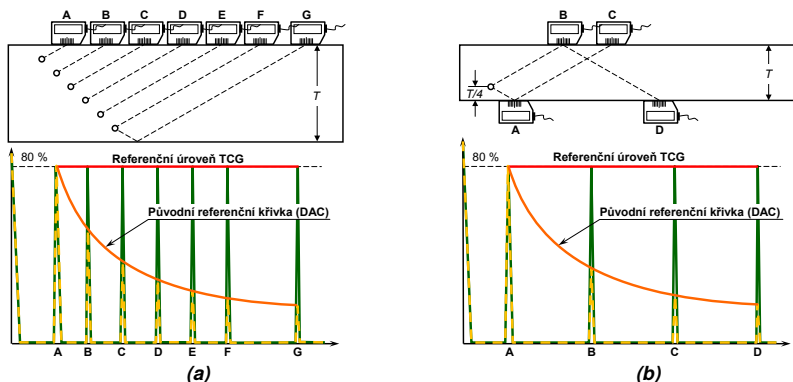 A B C D E F G
T
80 %
Referenční úroveň TCG
Původní referenční křivka (DAC)
A B C D E F G
(a)
B C
T
T/4
A D
80 %
Referenční úroveň TCG
Původní referenční křivka (DAC)
A B C D
(b)